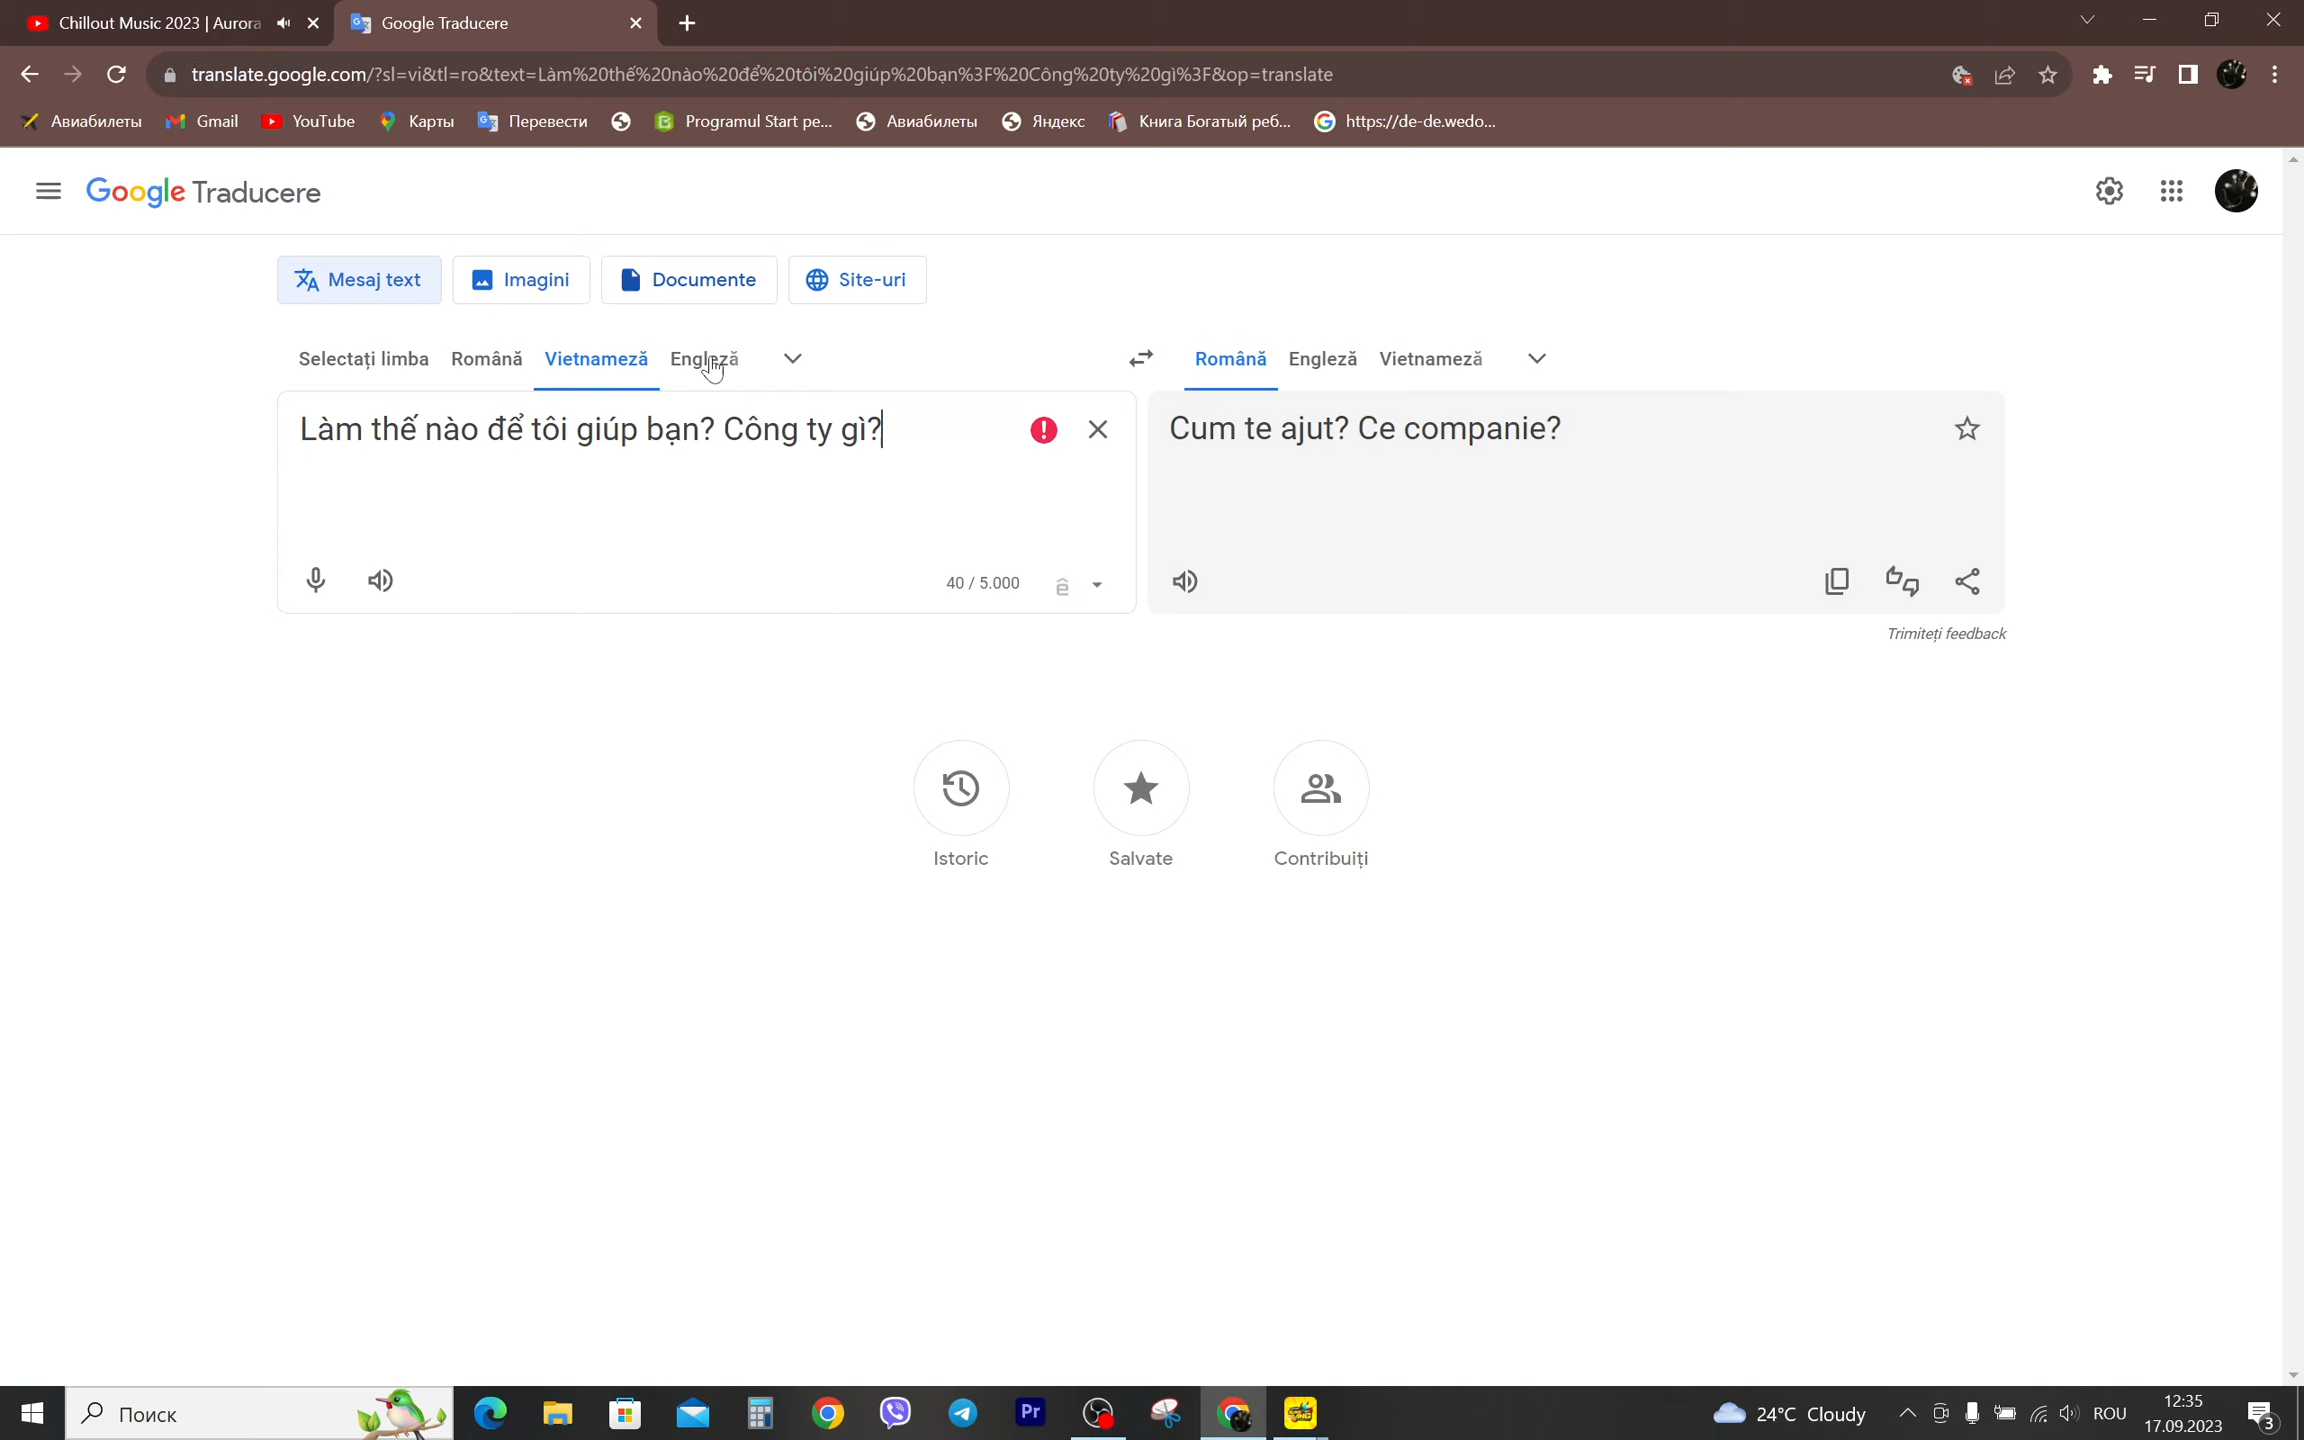 Chillout Music 2023 | Aurora
Google Traducere
translate.google.com/?sl=vi&tl=ro&text=Làm%20thế%20nào%20để%20tôi%20giúp%20bạn%3F%20Công%20ty%20gì%3F&op=translate
Авиабилеты Gmail YouTube Карты Перевести Programul Start pe... Авиабилеты Яндекс Книга Богатый реб... https://de-de.wedo...
Google Traducere
Mesaj text Imagini Documente Site-uri
Selectați limba Română Vietnameză Engleză Română Engleză Vietnameză
Làm thế nào để tôi giúp bạn? Công ty gì? Cum te ajut? Ce companie?
40 / 5.000
Trimiteți feedback
Istoric Salvate Contribuiți
Поиск Pr 24°C Cloudy ROU 12:35
17.09.2023 3